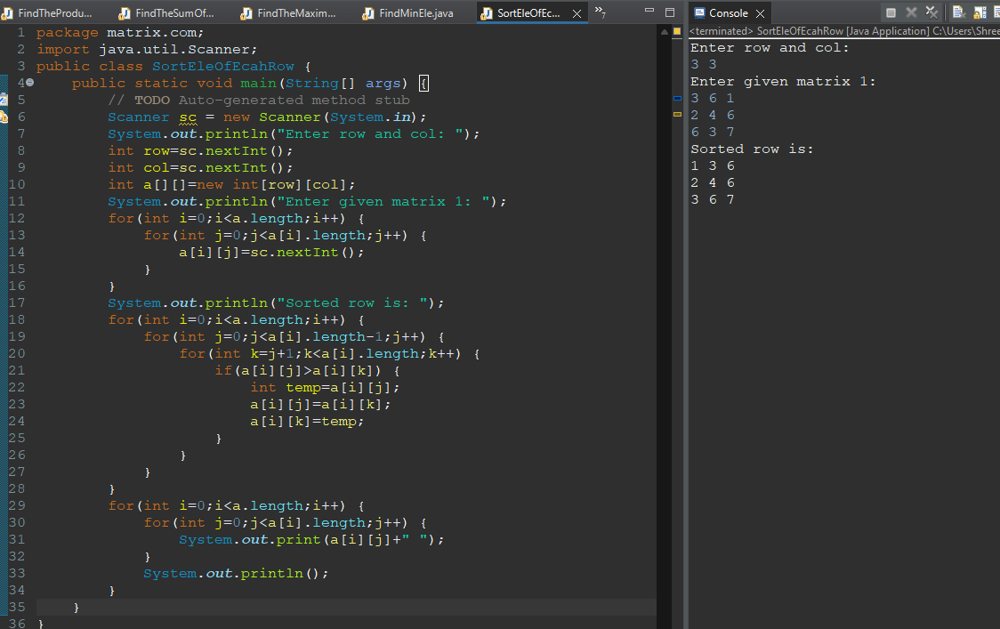 FindTheProdu... FindTheSumOf... FindTheMaxim... FindMinEle.java SortEleOfEc... »7
1 package matrix.com;
2 import java.util.Scanner;
3 public class SortEleOfEcahRow {
4 public static void main(String[] args) {
5 // TODO Auto-generated method stub
6 Scanner sc = new Scanner(System.in);
7 System.out.println("Enter row and col: ");
8 int row=sc.nextInt();
9 int col=sc.nextInt();
10 int a[][]=new int[row][col];
11 System.out.println("Enter given matrix 1: ");
12 for(int i=0;i<a.length;i++) {
13 for(int j=0;j<a[i].length;j++) {
14 a[i][j]=sc.nextInt();
15 }
16 }
17 System.out.println("Sorted row is: ");
18 for(int i=0;i<a.length;i++) {
19 for(int j=0;j<a[i].length-1;j++) {
20 for(int k=j+1;k<a[i].length;k++) {
21 if(a[i][j]>a[i][k]) {
22 int temp=a[i][j];
23 a[i][j]=a[i][k];
24 a[i][k]=temp;
25 }
26 }
27 }
28 }
29 for(int i=0;i<a.length;i++) {
30 for(int j=0;j<a[i].length;j++) {
31 System.out.print(a[i][j]+" ");
32 }
33 System.out.println();
34 }
35 }
36 }
Console
<terminated> SortEleOfEcahRow [Java Application] C:\Users\Shree
Enter row and col:
3 3
Enter given matrix 1:
3 6 1
2 4 6
6 3 7
Sorted row is:
1 3 6
2 4 6
3 6 7